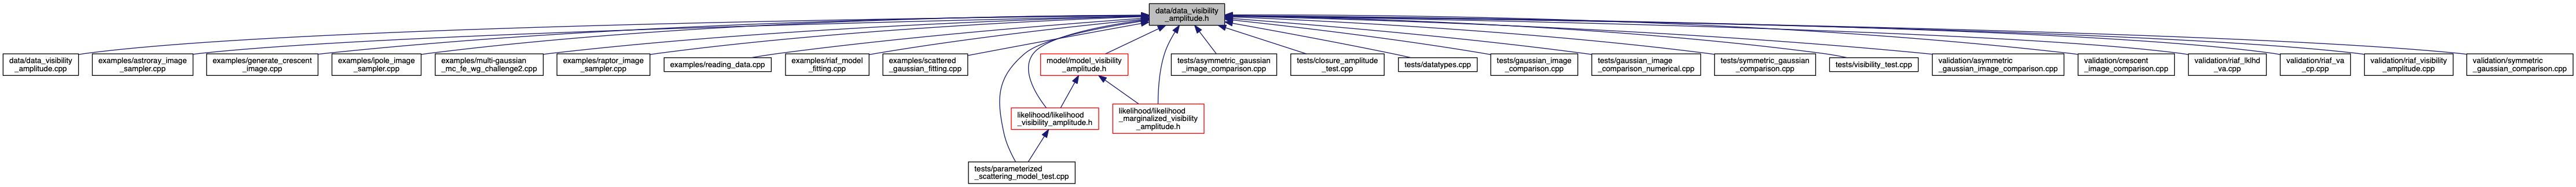 data/data_visibility
_amplitude.h
data/data_visibility
_amplitude.cpp
examples/astroray_image
_sampler.cpp
examples/generate_crescent
_image.cpp
examples/ipole_image
_sampler.cpp
examples/multi-gaussian
_mc_fe_wg_challenge2.cpp
examples/raptor_image
_sampler.cpp
examples/reading_data.cpp
examples/riaf_model
_fitting.cpp
examples/scattered
_gaussian_fitting.cpp
model/model_visibility
_amplitude.h
tests/asymmetric_gaussian
_image_comparison.cpp
tests/closure_amplitude
_test.cpp
tests/datatypes.cpp
tests/gaussian_image
_comparison.cpp
tests/gaussian_image
_comparison_numerical.cpp
tests/symmetric_gaussian
_comparison.cpp
tests/visibility_test.cpp
validation/asymmetric
_gaussian_image_comparison.cpp
validation/crescent
_image_comparison.cpp
validation/riaf_lklhd
_va.cpp
validation/riaf_va
_cp.cpp
validation/riaf_visibility
_amplitude.cpp
validation/symmetric
_gaussian_comparison.cpp
likelihood/likelihood
_visibility_amplitude.h
likelihood/likelihood
_marginalized_visibility
_amplitude.h
tests/parameterized
_scattering_model_test.cpp